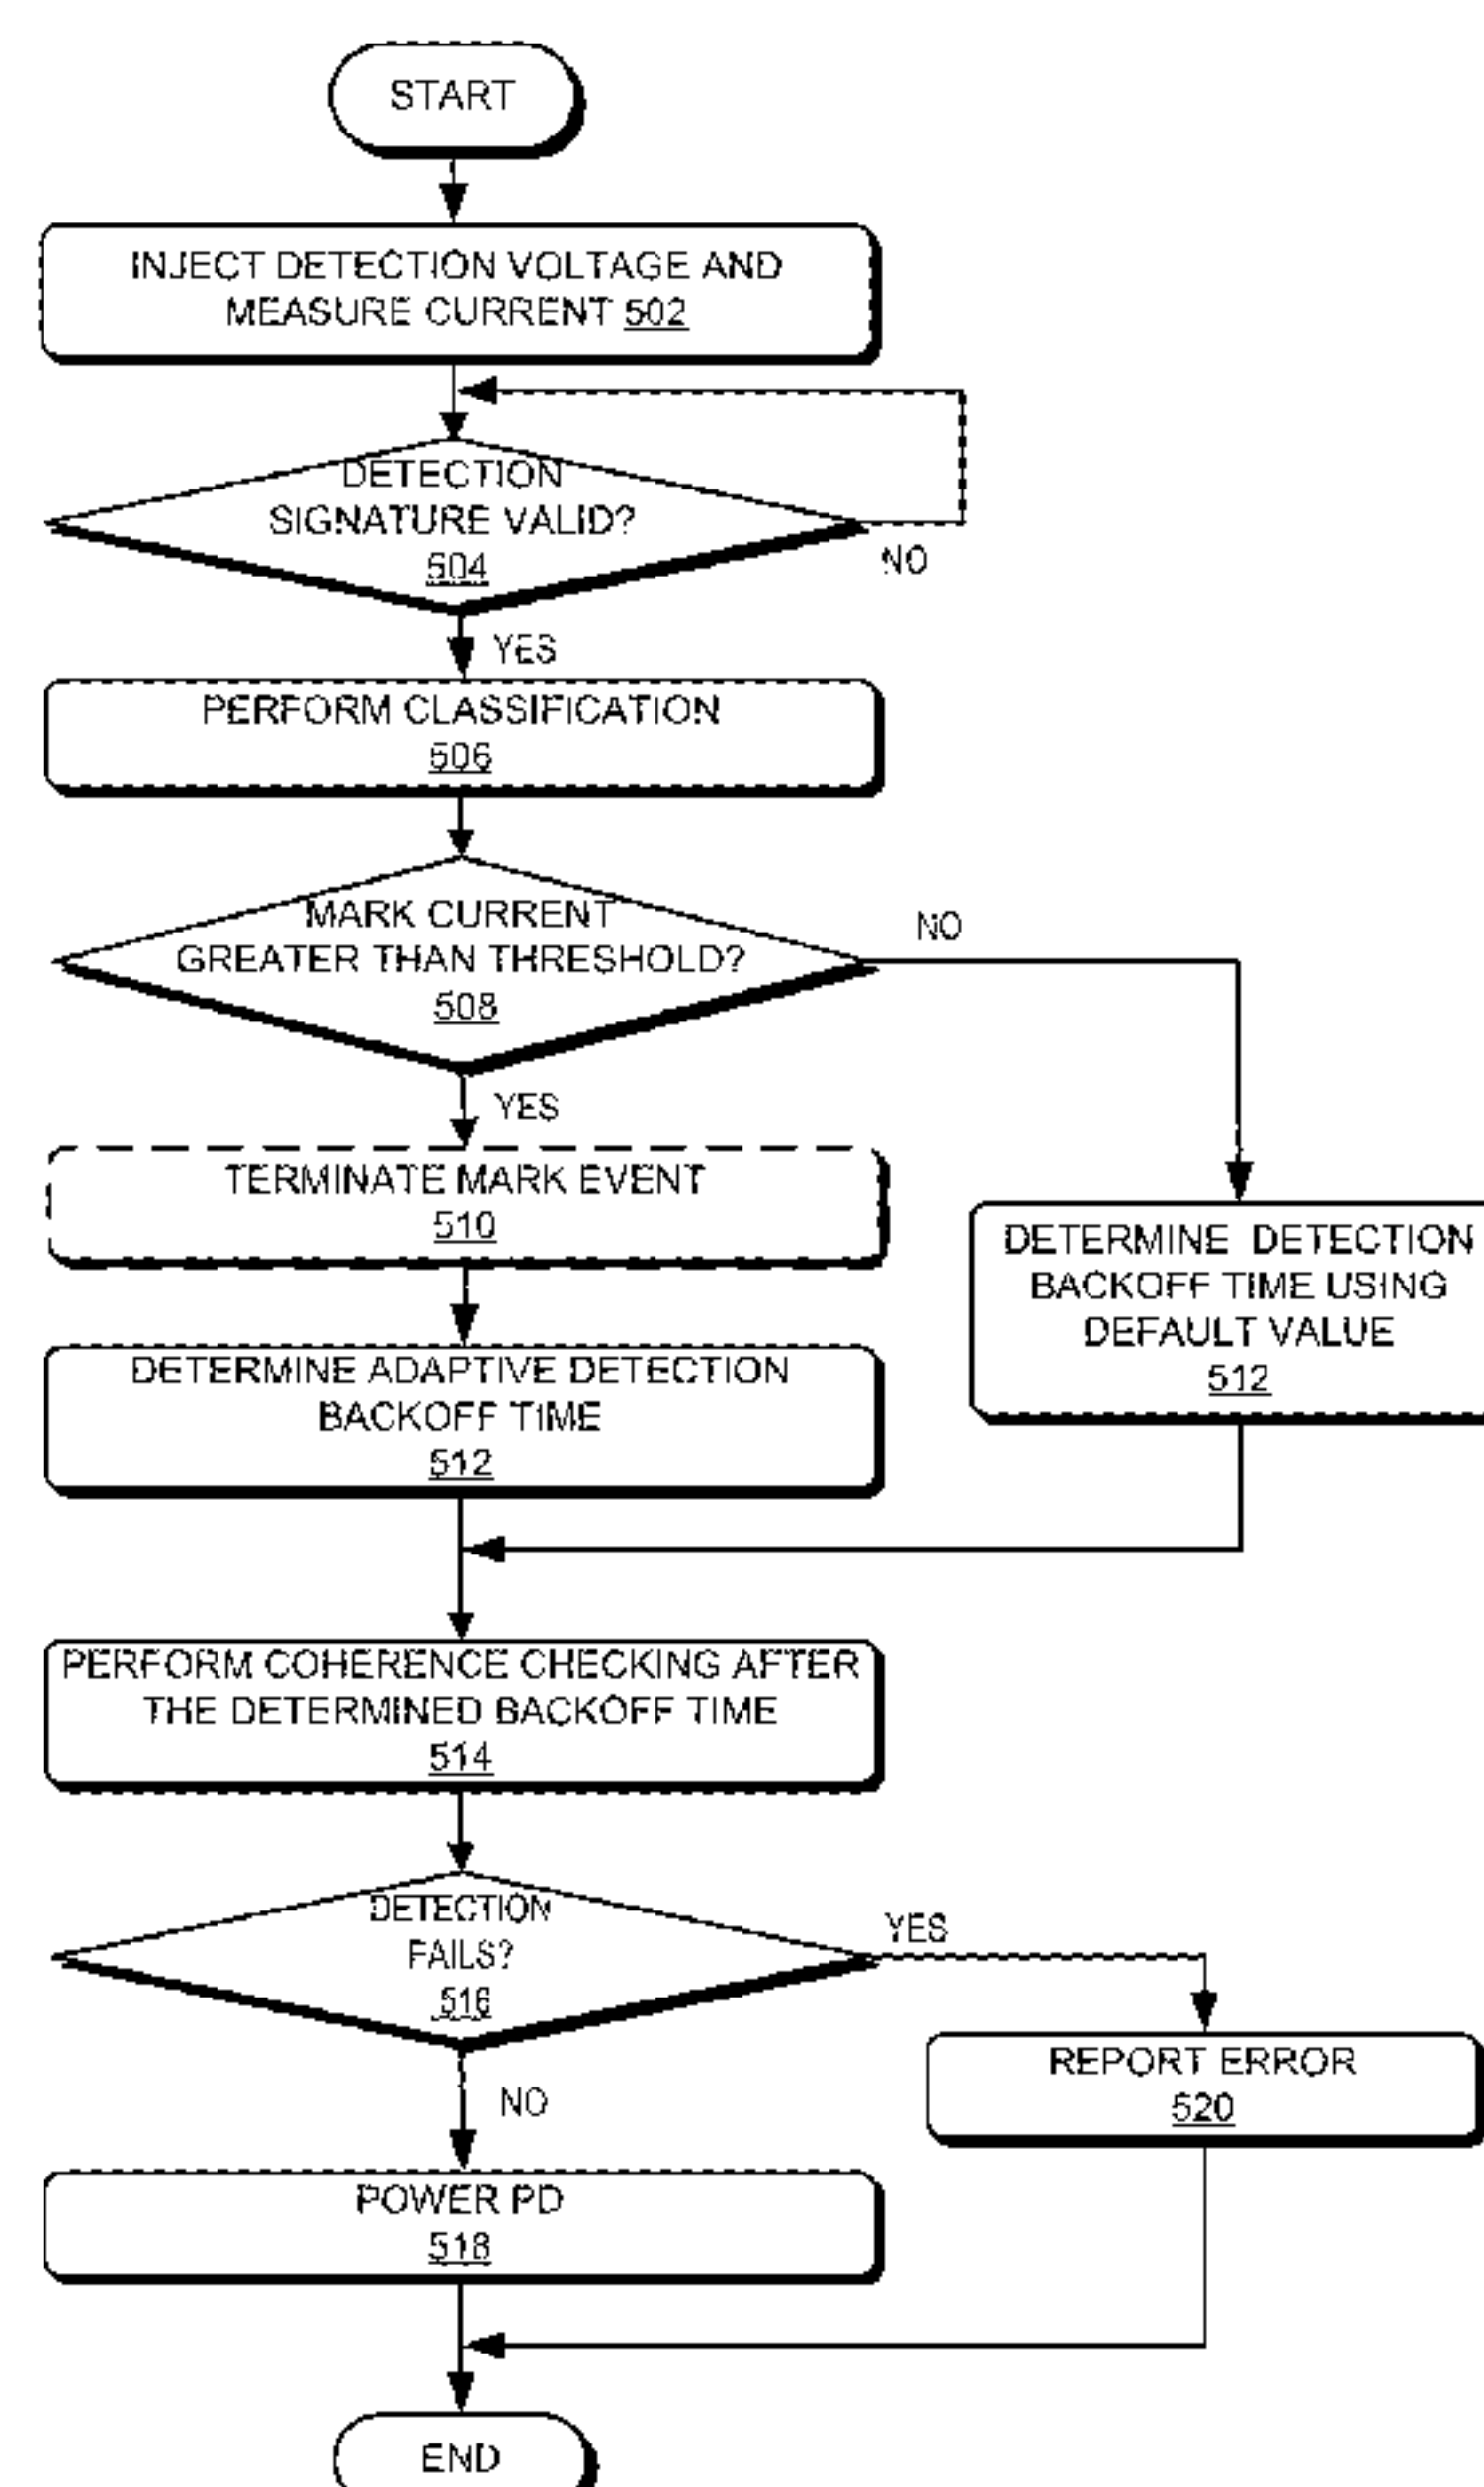 START
INJECT DETECTION VOLTAGE AND
MEASURE CURRENT 502
DETECTION
SIGNATURE VALID?
504
NO
YES
PERFORM CLASSIFICATION
506
MARK CURRENT
GREATER THAN THRESHOLD?
508
NO
YES
TERMINATE MARK EVENT
510
DETERMINE DETECTION
BACKOFF TIME USING
DEFAULT VALUE
512
DETERMINE ADAPTIVE DETECTION
BACKOFF TIME
512
PERFORM COHERENCE CHECKING AFTER
THE DETERMINED BACKOFF TIME
514
DETECTION
FAILS?
516
YES
NO
REPORT ERROR
520
POWER PD
518
END